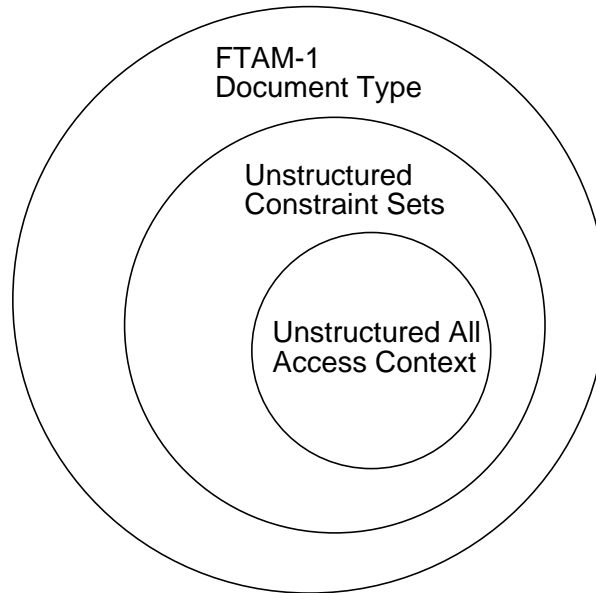 FTAM-1
Document Type
Unstructured
Constraint Sets
Unstructured All
Access Context